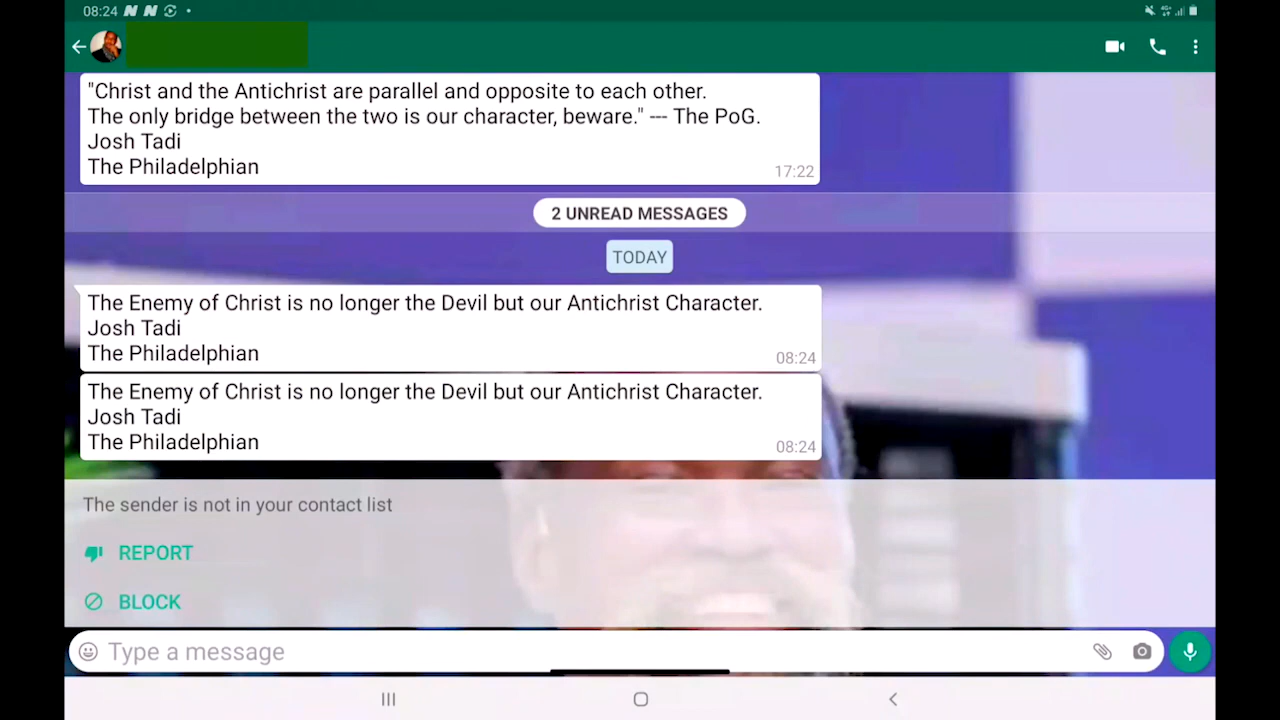 08:24
"Christ and the Antichrist are parallel and opposite to each other.
The only bridge between the two is our character, beware." --- The PoG.
Josh Tadi
The Philadelphian
17:22
2 UNREAD MESSAGES
TODAY
The Enemy of Christ is no longer the Devil but our Antichrist Character.
Josh Tadi
The Philadelphian
08:24
The Enemy of Christ is no longer the Devil but our Antichrist Character.
Josh Tadi
The Philadelphian
08:24
The sender is not in your contact list
REPORT
BLOCK
Type a message